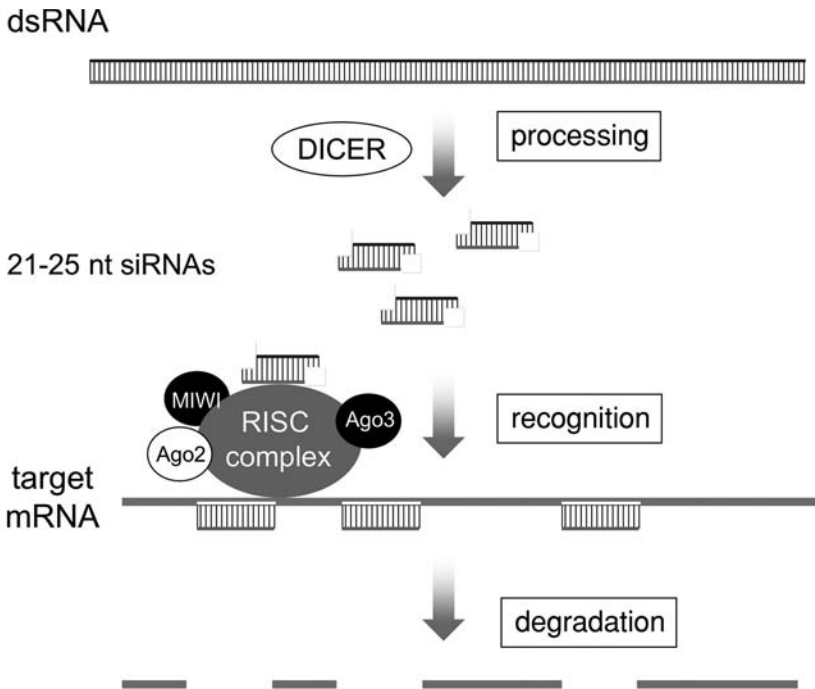 dsRNA
DICER
processing
21-25 nt siRNAs
MIWI
RISC
complex
Ago3
Ago2
recognition
target
mRNA
degradation